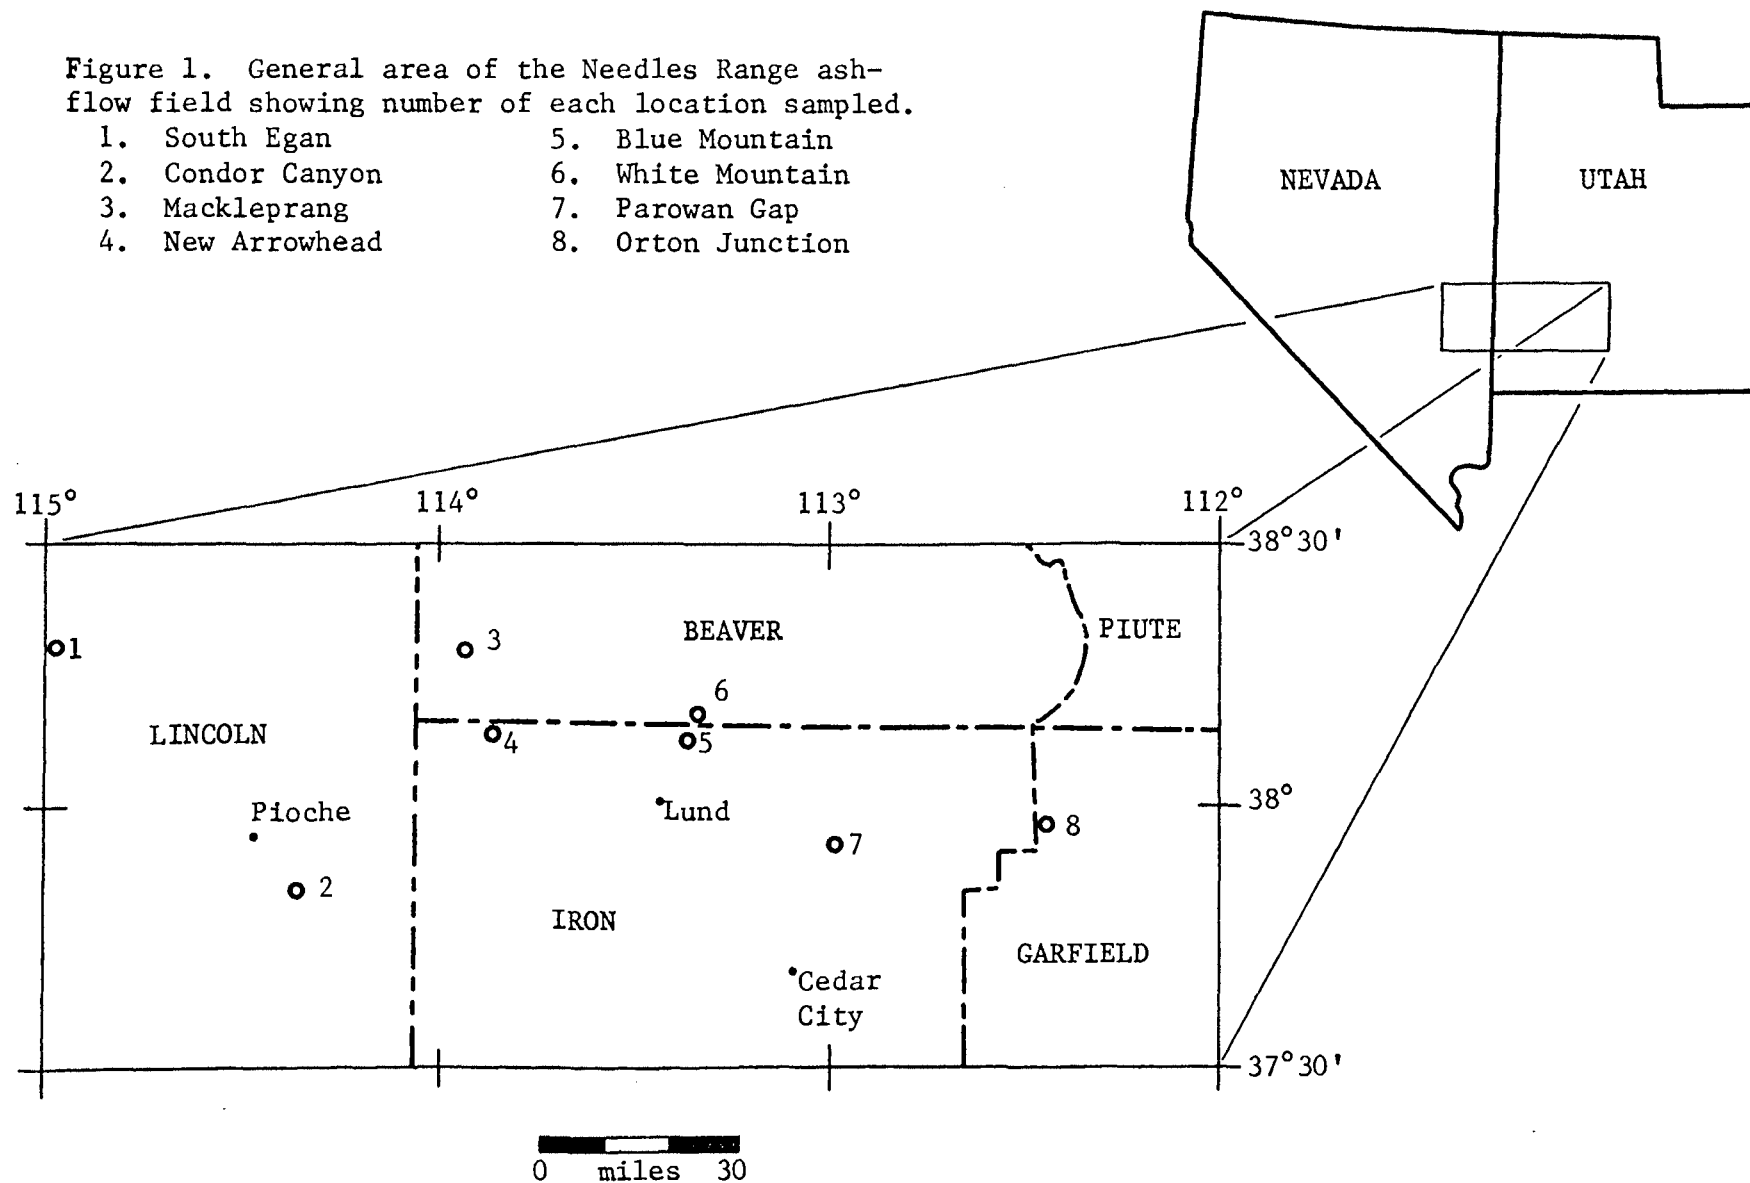 Figure 1. General area of the Needles Range ash-
flow field showing number of each location sampled.
1. South Egan
2. Condor Canyon
3. Mackleprang
4. New Arrowhead
5. Blue Mountain
6. White Mountain
7. Parowan Gap
8. Orton Junction
NEVADA
UTAH
115°
114°
113°
112°
38°30'
1
3
BEAVER
PIUTE
6
LINCOLN
4
5
Pioche
Lund
38°
7
8
2
IRON
GARFIELD
Cedar
City
37°30'
0 miles 30